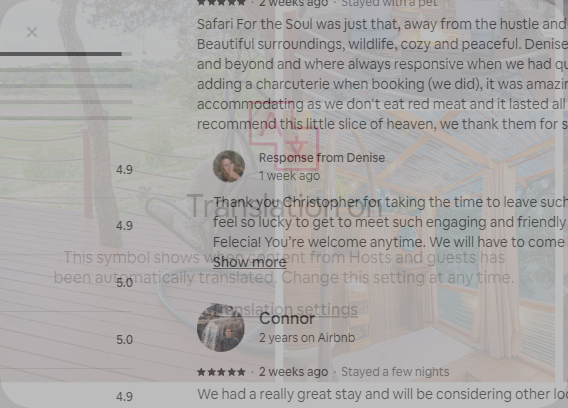 2 weeks ago · Stayed with a pet
Safari For the Soul was just that, away from the hustle and
Beautiful surroundings, wildlife, cozy and peaceful. Denise
and beyond and where always responsive when we had qu
adding a charcuterie when booking (we did), it was amazin
accommodating as we don't eat red meat and it lasted all
recommend this little slice of heaven, we thank them for s
Response from Denise
1 week ago
4.9
Thank you Christopher for taking the time to leave such
Translation on
feel so lucky to get to meet such engaging and friendly
4.9
Felecial! You're welcome anytime. We will have to come
This symbol shows when content from Hosts and guests has
Show more
been automatically translated. Change this setting at any time.
5.0
Translation settings
Connor
2 years on Airbnb
5.0
· 2 weeks ago · Stayed a few nights
4.9
We had a really great stay and will be considering other loc